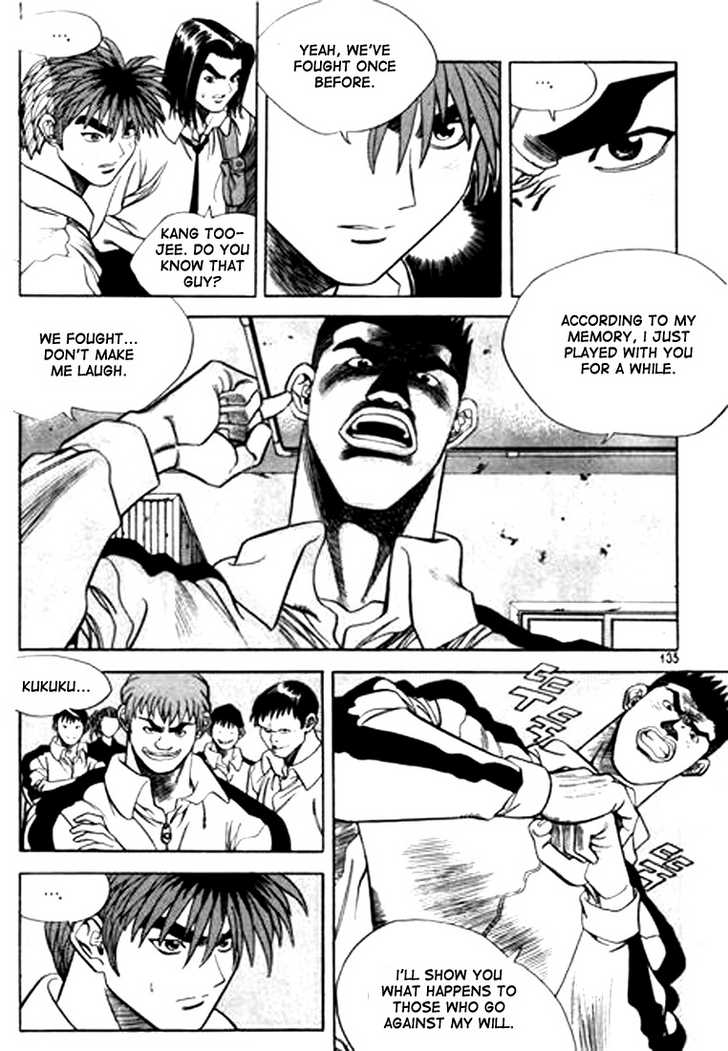 ...,
YEAH, WE'VE
FOUGHT ONCE
BEFORE.
...,
KANG TOO-
JEE. DO YOU
KNOW THAT
GUY?
ACCORDING TO MY
MEMORY, I JUST
PLAYED WITH YOU
FOR A WHILE.
WE FOUGHT...
DON'T MAKE
ME LAUGH.
135
KUKUKU...
...,
I'LL SHOW YOU
WHAT HAPPENS TO
THOSE WHO GO
AGAINST MY WILL.